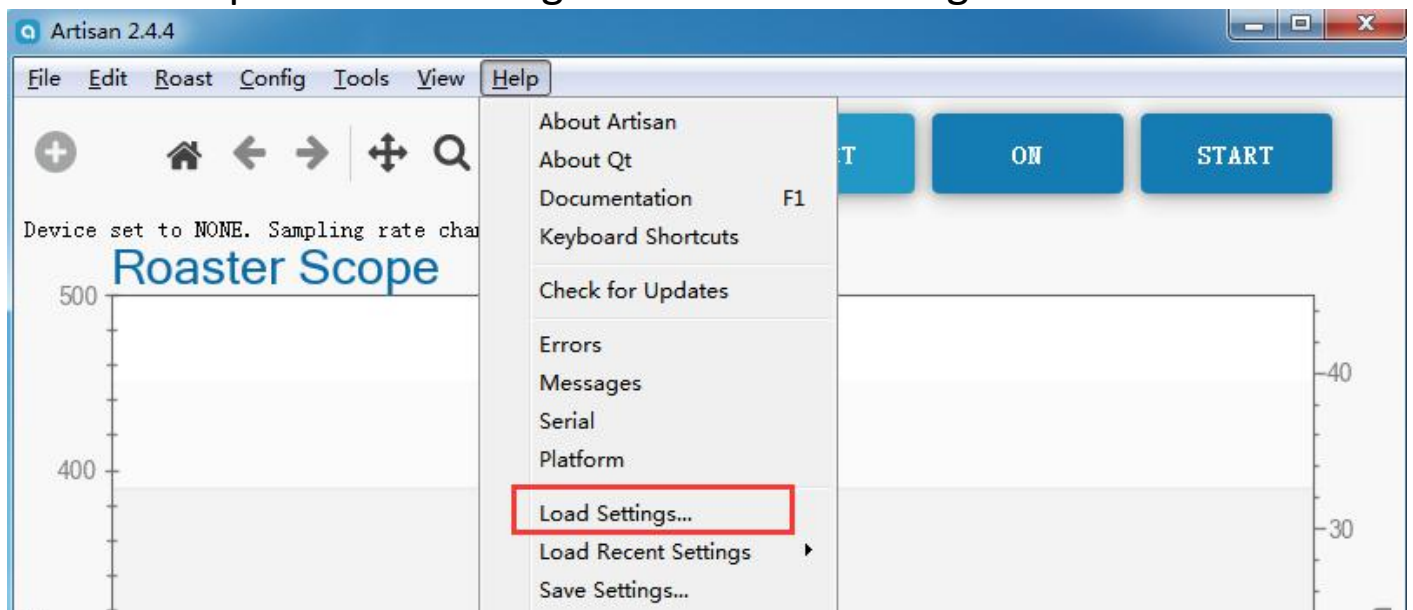 Artisan 2.4.4
File Edit Roast Config Tools View Help
About Artisan
About Qt
Documentation F1
Keyboard Shortcuts
Check for Updates
Errors
Messages
Serial
Platform
Load Settings...
Load Recent Settings
Save Settings...
ON
START
Device set to NONE. Sampling rate
Roaster Scope
500
400
40
30